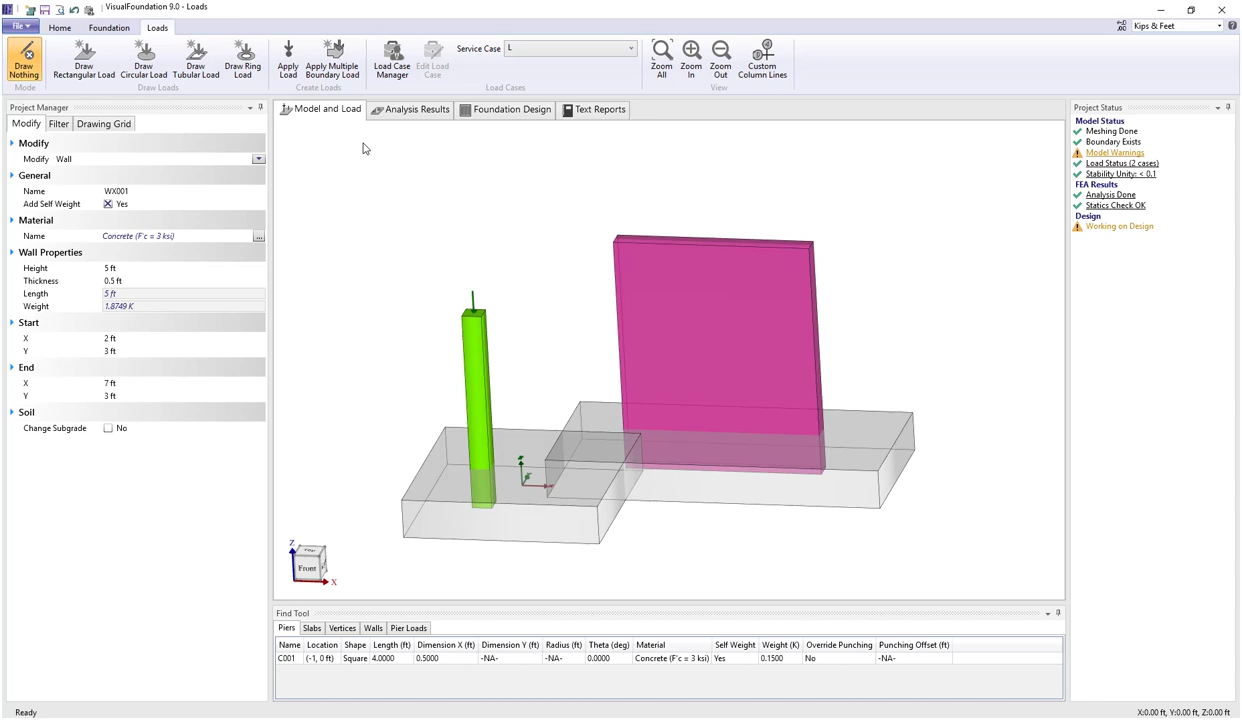 VisualFoundation 9.0 - Loads
File
Home
Foundation
Loads
Kips & Feet
Draw Nothing
Draw Rectangular Load
Draw Circular Load
Draw Tubular Load
Draw Ring Load
Apply Load
Apply Multiple Boundary Load
Load Case Manager
Edit Load Case
Service Case L
Zoom All
Zoom In
Zoom Out
Custom Column Lines
Mode
Draw Loads
Create Loads
Load Cases
View
Project Manager
Modify Filter Drawing Grid
Modify
Modify Wall
General
Name WX001
Add Self Weight Yes
Material
Name Concrete (F'c = 3 ksi) ...
Wall Properties
Height 5 ft
Thickness 0.5 ft
Length 5 ft
Weight 1.8749 K
Start
X 2 ft
Y 3 ft
End
X 7 ft
Y 3 ft
Soil
Change Subgrade No
Model and Load
Analysis Results
Foundation Design
Text Reports
Z
Top
Front
X
Find Tool
Piers Slabs Vertices Walls Pier Loads
Name Location Shape Length (ft) Dimension X (ft) Dimension Y (ft) Radius (ft) Theta (deg) Material Self Weight Weight (K) Override Punching Punching Offset (ft)
C001 (-1, 0 ft) Square 4.0000 0.5000 -NA- -NA- 0.0000 Concrete (F'c = 3 ksi) Yes 0.1500 No -NA-
Project Status
Model Status
Meshing Done
Boundary Exists
Model Warnings
Load Status (2 cases)
Stability Unity: < 0.1
FEA Results
Analysis Done
Statics Check OK
Design
Working on Design
Ready
X:0.00 ft, Y:0.00 ft, Z:0.00 ft